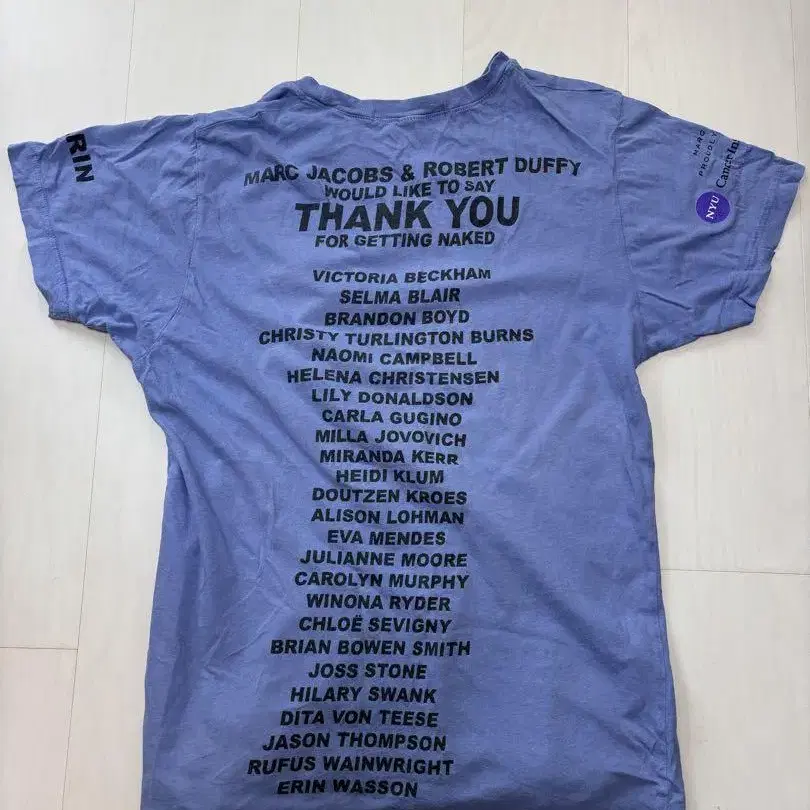 MARC JACOBS & ROBERT DUFFY
WOULD LIKE TO SAY
THANK YOU
FOR GETTING NAKED
VICTORIA BECKHAM
SELMA BLAIR
BRANDON BOYD
CHRISTY TURLINGTON BURNS
NAOMI CAMPBELL
HELENA CHRISTENSEN
LILY DONALDSON
CARLA GUGINO
MILLA JOVOVICH
MIRANDA KERR
HEIDI KLUM
DOUTZEN KROES
ALISON LOHMAN
EVA MENDES
JULIANNE MOORE
CAROLYN MURPHY
WINONA RYDER
CHLOË SEVIGNY
BRIAN BOWEN SMITH
JOSS STONE
HILARY SWANK
DITA VON TEESE
JASON THOMPSON
RUFUS WAINWRIGHT
ERIN WASSON
MARC
PROUDLY
NYU Cancer